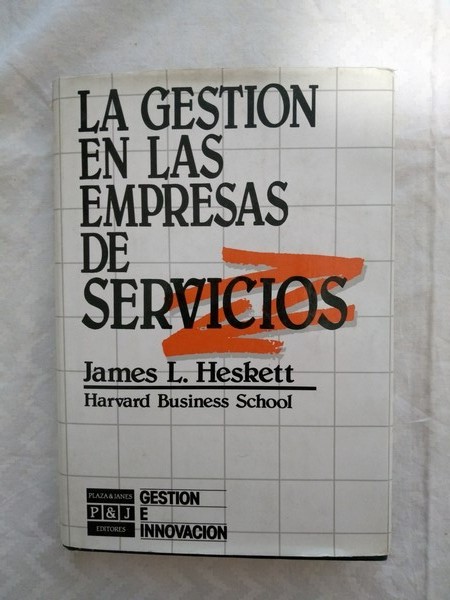 LA GESTION
EN LAS
EMPRESAS
DE
SERVICIOS
James L. Heskett
Harvard Business School
PLAZA & JANES
P & J
EDITORES
GESTION
E
INNOVACION